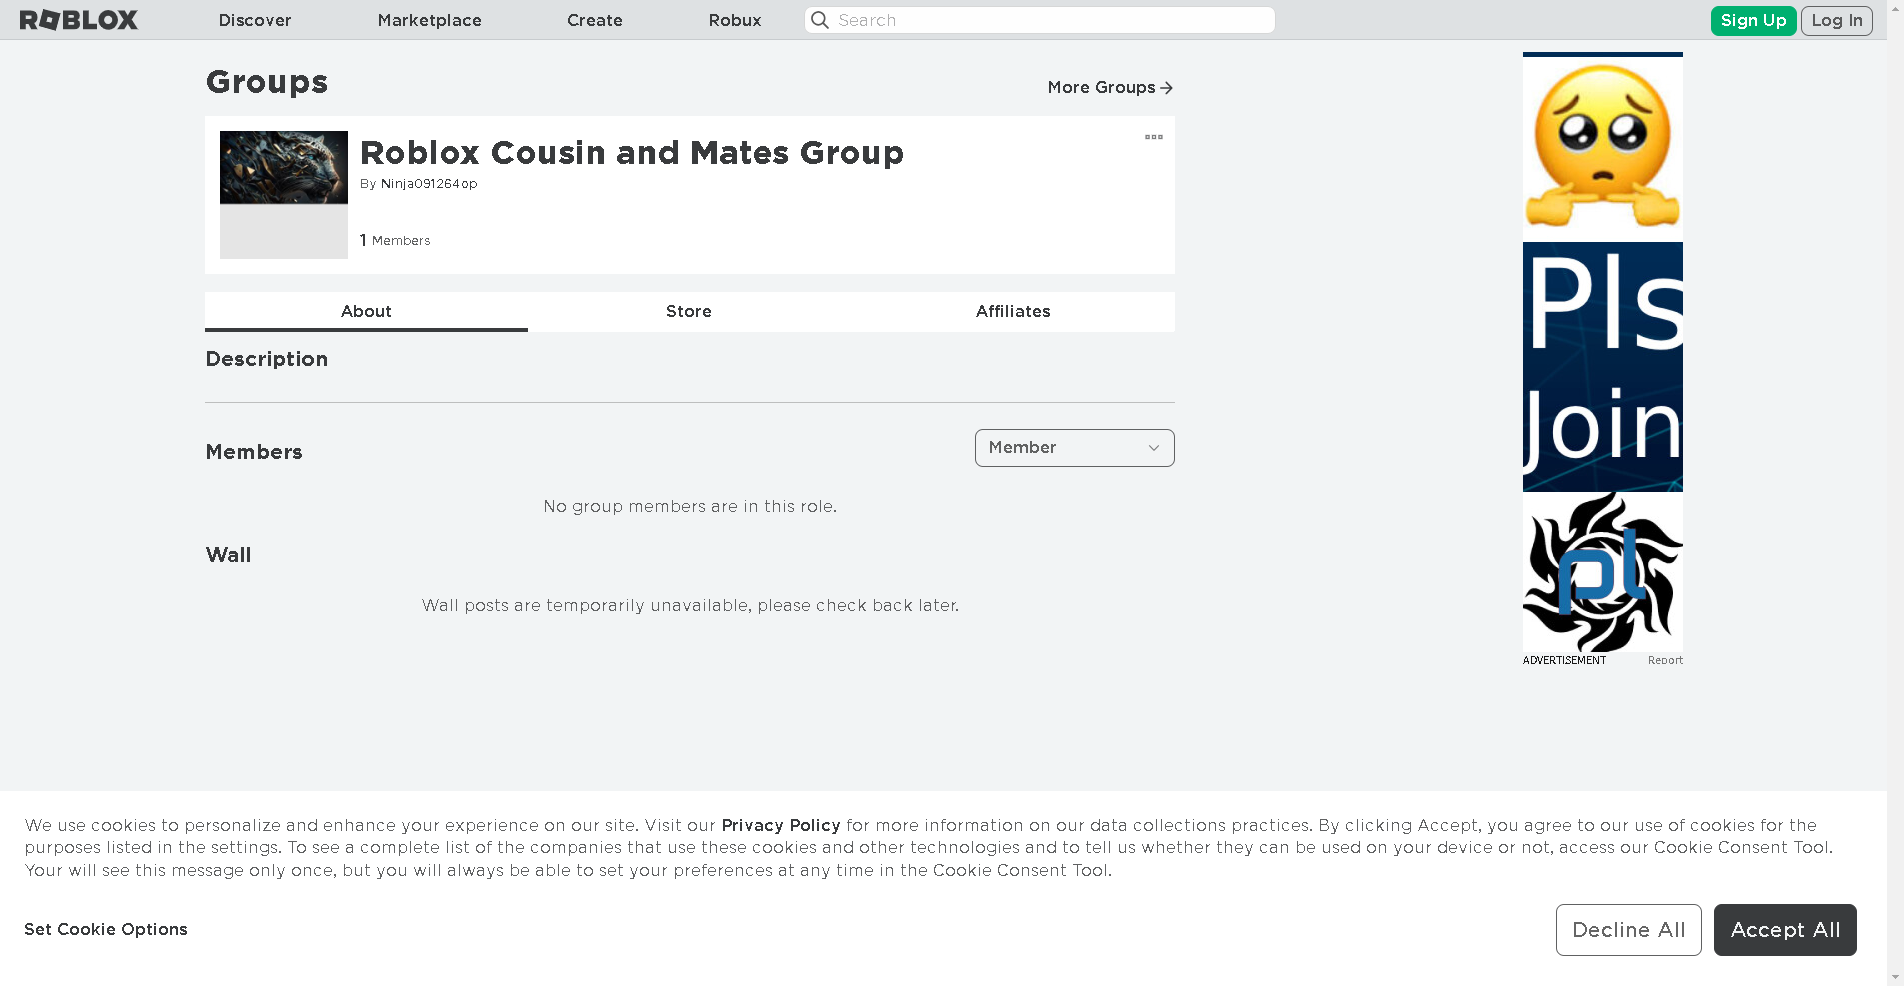 ROBLOX Discover Marketplace Create Robux Search Sign Up Log In
Groups
More Groups
Roblox Cousin and Mates Group
By Ninja091264op
1 Members
About Store Affiliates
Description
Members
Member
No group members are in this role.
Wall
Wall posts are temporarily unavailable, please check back later.
Pls
Join
pl
ADVERTISEMENT Report
We use cookies to personalize and enhance your experience on our site. Visit our Privacy Policy for more information on our data collections practices. By clicking Accept, you agree to our use of cookies for the
purposes listed in the settings. To see a complete list of the companies that use these cookies and other technologies and to tell us whether they can be used on your device or not, access our Cookie Consent Tool.
Your will see this message only once, but you will always be able to set your preferences at any time in the Cookie Consent Tool.
Set Cookie Options
Decline All
Accept All